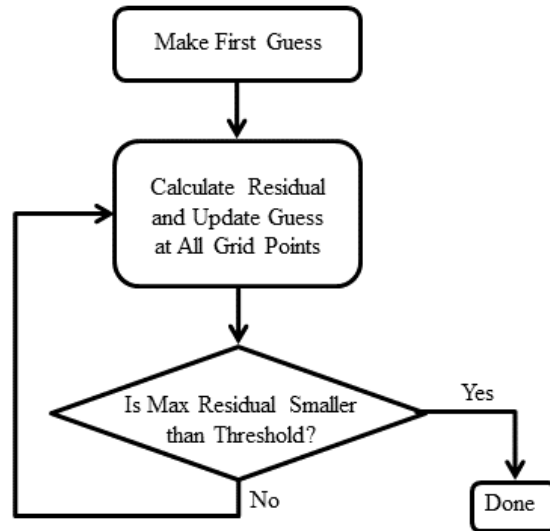 Make First Guess
Calculate Residual
and Update Guess
at All Grid Points
Is Max Residual Smaller
than Threshold?
Yes
No
Done